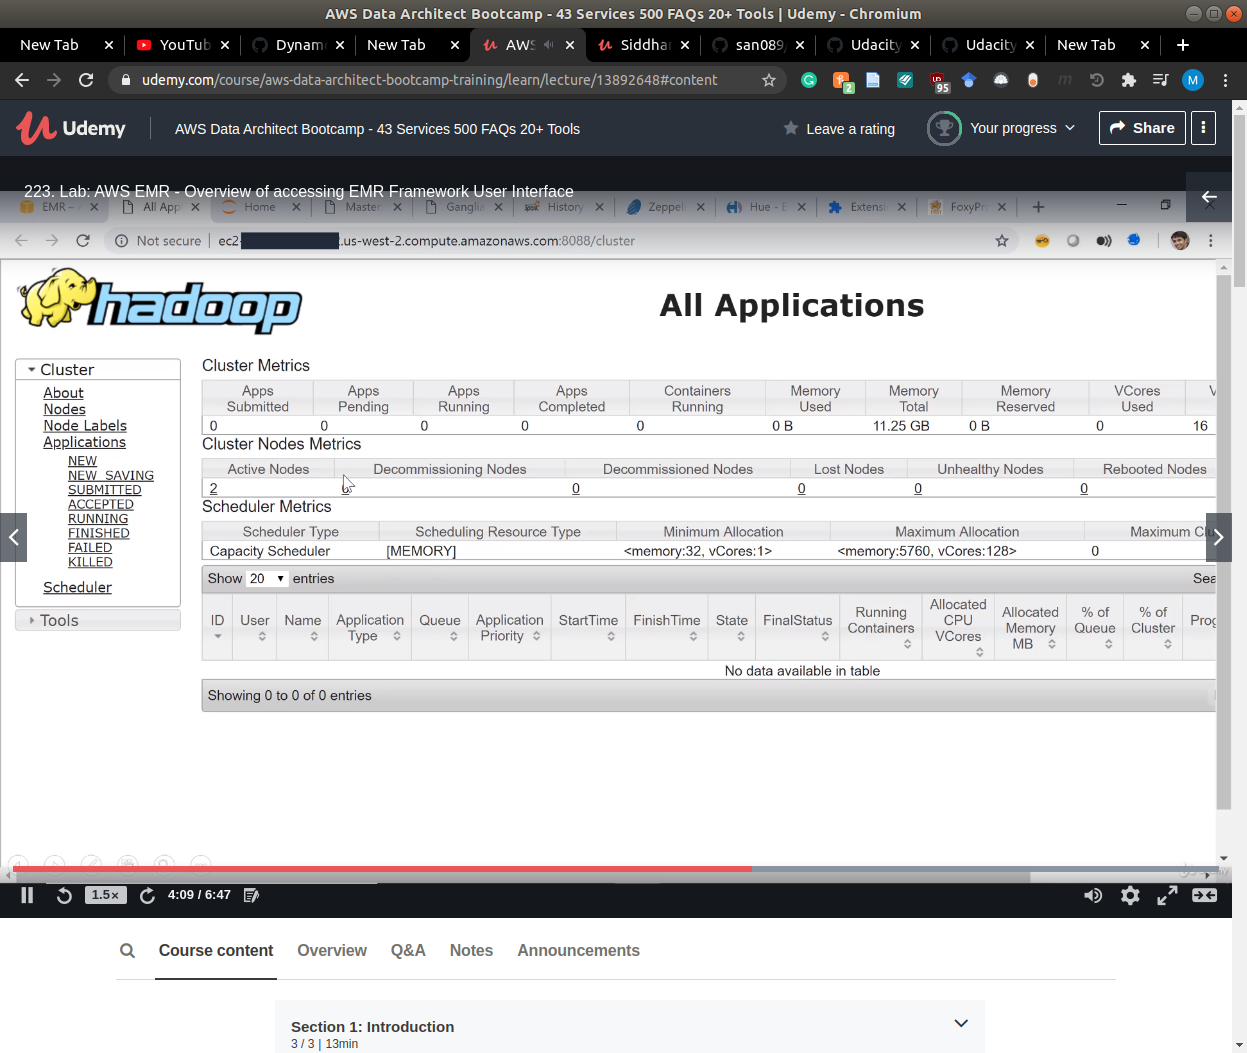 AWS Data Architect Bootcamp - 43 Services 500 FAQs 20+ Tools | Udemy - Chromium
New Tab × YouTub × Dynam × New Tab × AWS × Siddhar × san089 × Udacity × Udacity × New Tab × +
udemy.com/course/aws-data-architect-bootcamp-training/learn/lecture/13892648#content 2 95 M
Udemy AWS Data Architect Bootcamp - 43 Services 500 FAQs 20+ Tools Leave a rating Your progress Share
223. Lab: AWS EMR - Overview of accessing EMR Framework User Interface
EMR – × All App × Home × Master × Ganglia × History × Zeppeli × Hue - E × Extensi × FoxyPr × +
Not secure | ec2- .us-west-2.compute.amazonaws.com:8088/cluster
hadoop
All Applications
Cluster
About
Nodes
Node Labels
Applications
NEW
NEW_SAVING
SUBMITTED
ACCEPTED
RUNNING
FINISHED
FAILED
KILLED
Scheduler
Tools
Cluster Metrics
Apps Submitted Apps Pending Apps Running Apps Completed Containers Running Memory Used Memory Total Memory Reserved VCores Used V
0 0 0 0 0 0 B 11.25 GB 0 B 0 16
Cluster Nodes Metrics
Active Nodes Decommissioning Nodes Decommissioned Nodes Lost Nodes Unhealthy Nodes Rebooted Nodes
2 0 0 0 0 0
Scheduler Metrics
Scheduler Type Scheduling Resource Type Minimum Allocation Maximum Allocation Maximum Clu
Capacity Scheduler [MEMORY] <memory:32, vCores:1> <memory:5760, vCores:128> 0
Show 20 entries Sea
ID User Name Application Type Queue Application Priority StartTime FinishTime State FinalStatus Running Containers Allocated CPU VCores Allocated Memory MB % of Queue % of Cluster Prog
No data available in table
Showing 0 to 0 of 0 entries
1.5× 4:09 / 6:47
Course content Overview Q&A Notes Announcements
Section 1: Introduction
3 / 3 | 13min